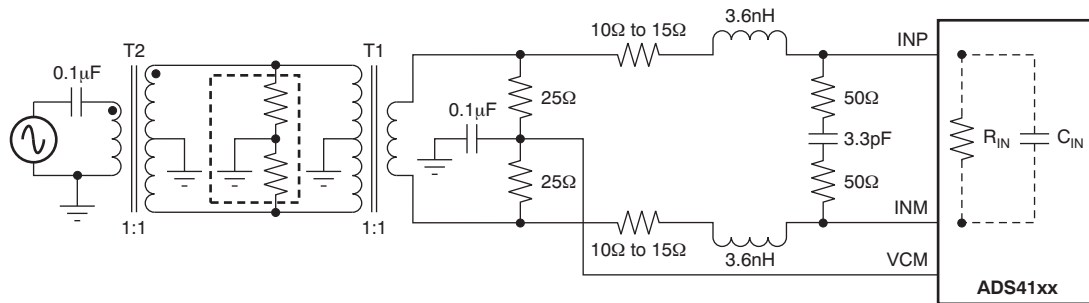 3.6nH
10Ω to 15Ω
INP
T2
T1
0.1μF
50Ω
25Ω
0.1μF
3.3pF
R_IN
C_IN
25Ω
50Ω
INM
1:1
1:1
10Ω to 15Ω
3.6nH
VCM
ADS41xx